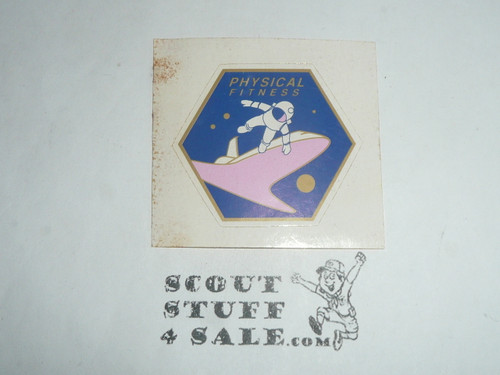 PHYSICAL
FITNESS
SCOUT
STUFF
4 SALE.COM